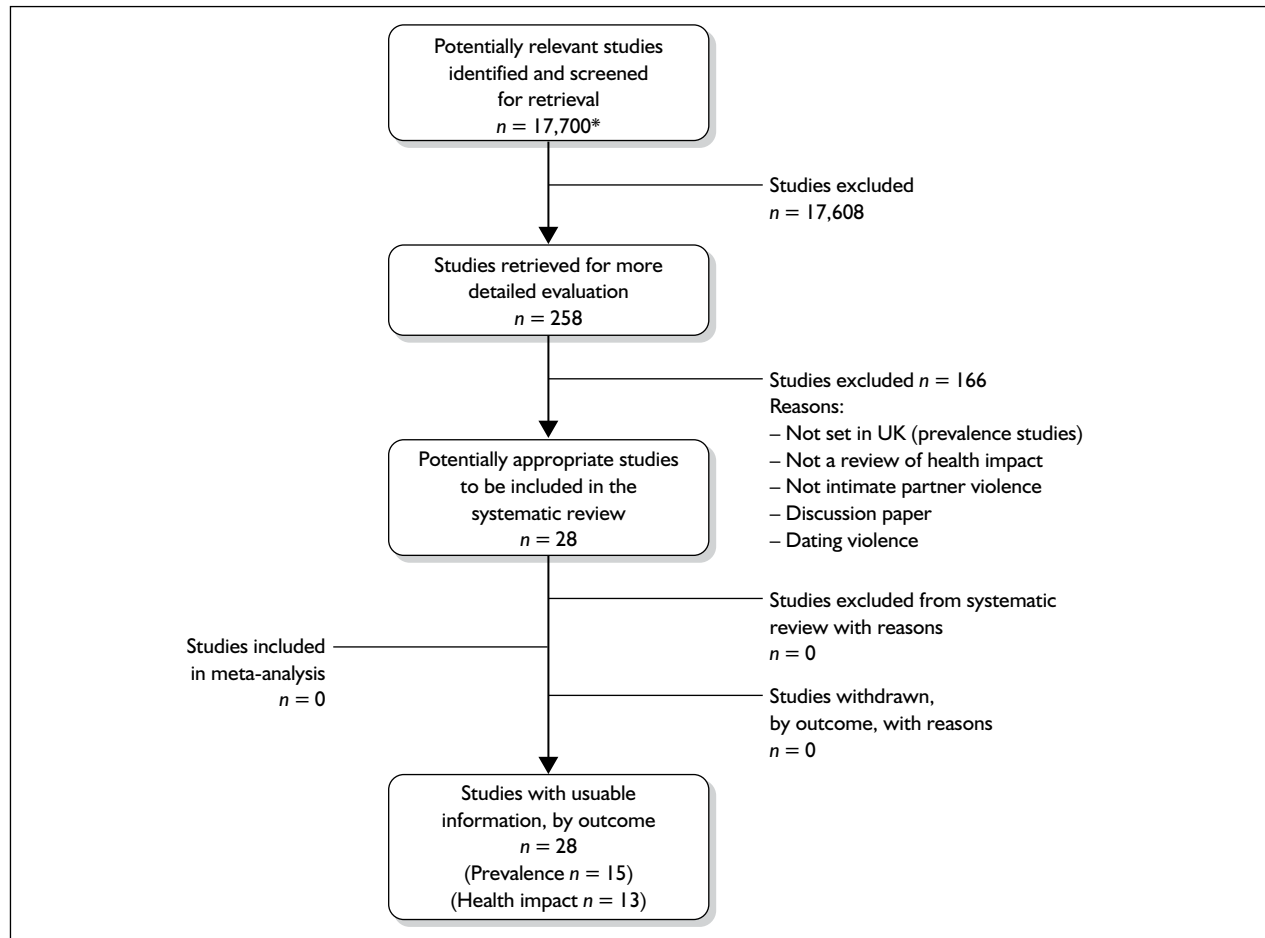 Potentially relevant studies
identified and screened
for retrieval
n = 17,700*
Studies excluded
n = 17,608
Studies retrieved for more
detailed evaluation
n = 258
Studies excluded n = 166
Reasons:
– Not set in UK (prevalence studies)
– Not a review of health impact
– Not intimate partner violence
– Discussion paper
– Dating violence
Potentially appropriate studies
to be included in the
systematic review
n = 28
Studies excluded from systematic
review with reasons
n = 0
Studies included
in meta-analysis
n = 0
Studies withdrawn,
by outcome, with reasons
n = 0
Studies with usuable
information, by outcome
n = 28
(Prevalence n = 15)
(Health impact n = 13)